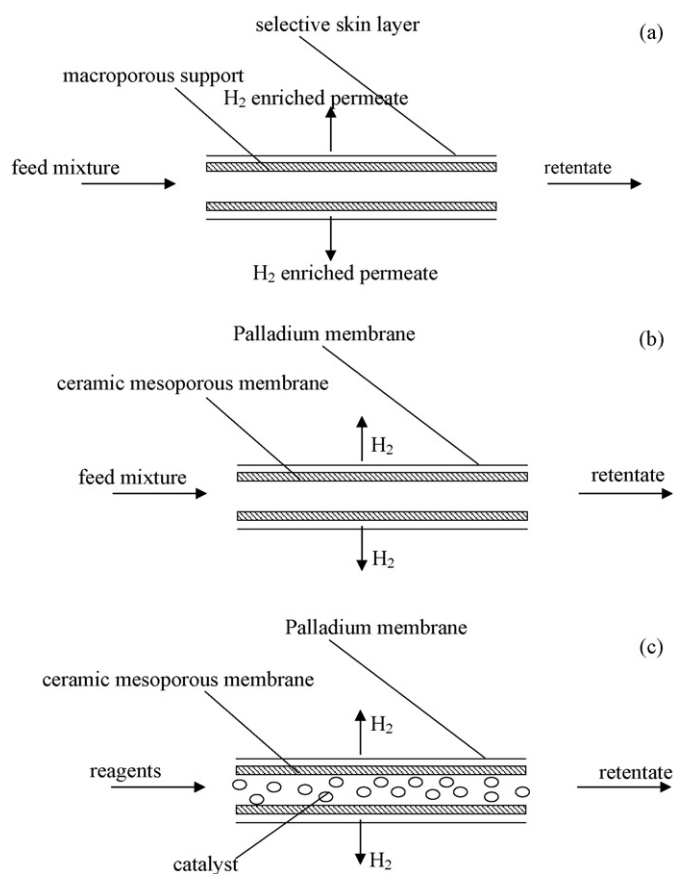 selective skin layer
(a)
macroporous support
H₂ enriched permeate
feed mixture
retentate
H₂ enriched permeate
Palladium membrane
(b)
ceramic mesoporous membrane
H₂
feed mixture
retentate
H₂
Palladium membrane
(c)
ceramic mesoporous membrane
H₂
reagents
retentate
catalyst
H₂